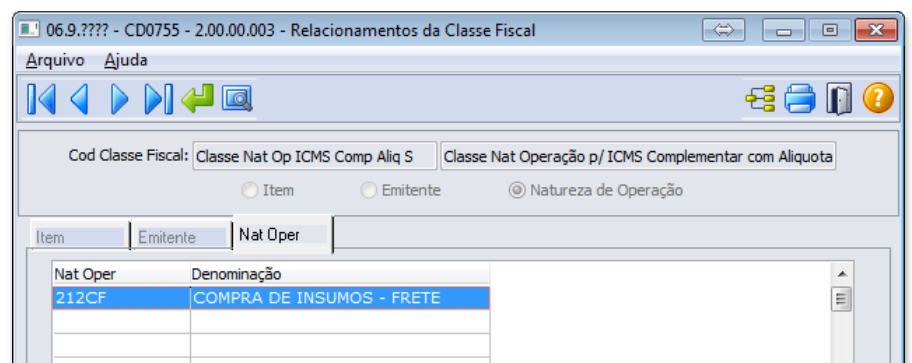 06.9.???? - CD0755 - 2.00.00.003 - Relacionamentos da Classe Fiscal
Arquivo Ajuda
?
Cod Classe Fiscal: Classe Nat Op ICMS Comp Aliq S Classe Nat Operação p/ ICMS Complementar com Aliquota
Item Emitente Natureza de Operação
Item Emitente Nat Oper
Nat Oper Denominação
212CF COMPRA DE INSUMOS - FRETE